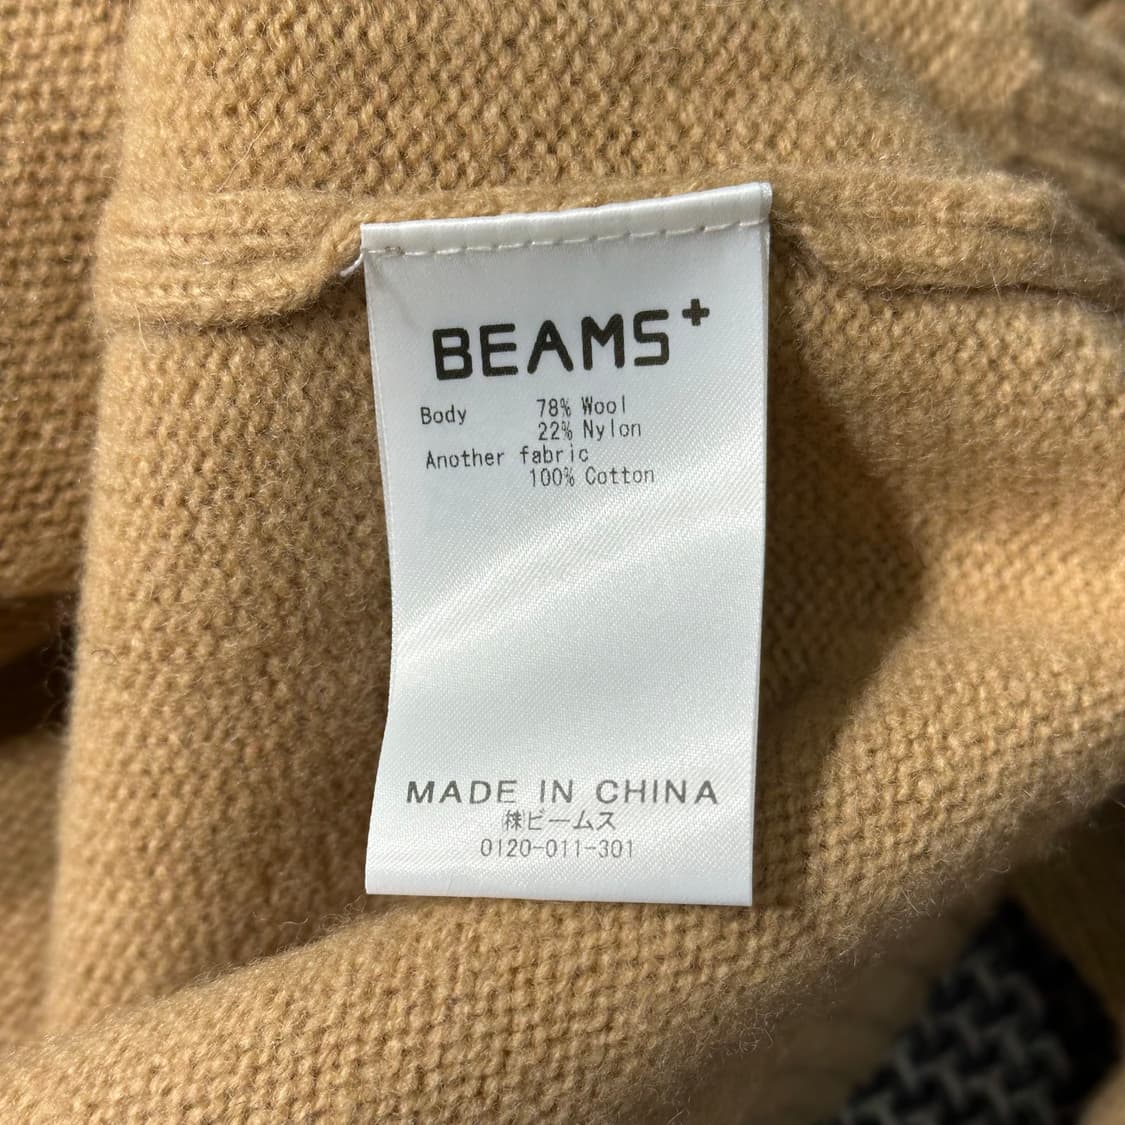 BEAMS+
Body 78% Wool
22% Nylon
Another fabric
100% Cotton
MADE IN CHINA
㈱ビームス
0120-011-301